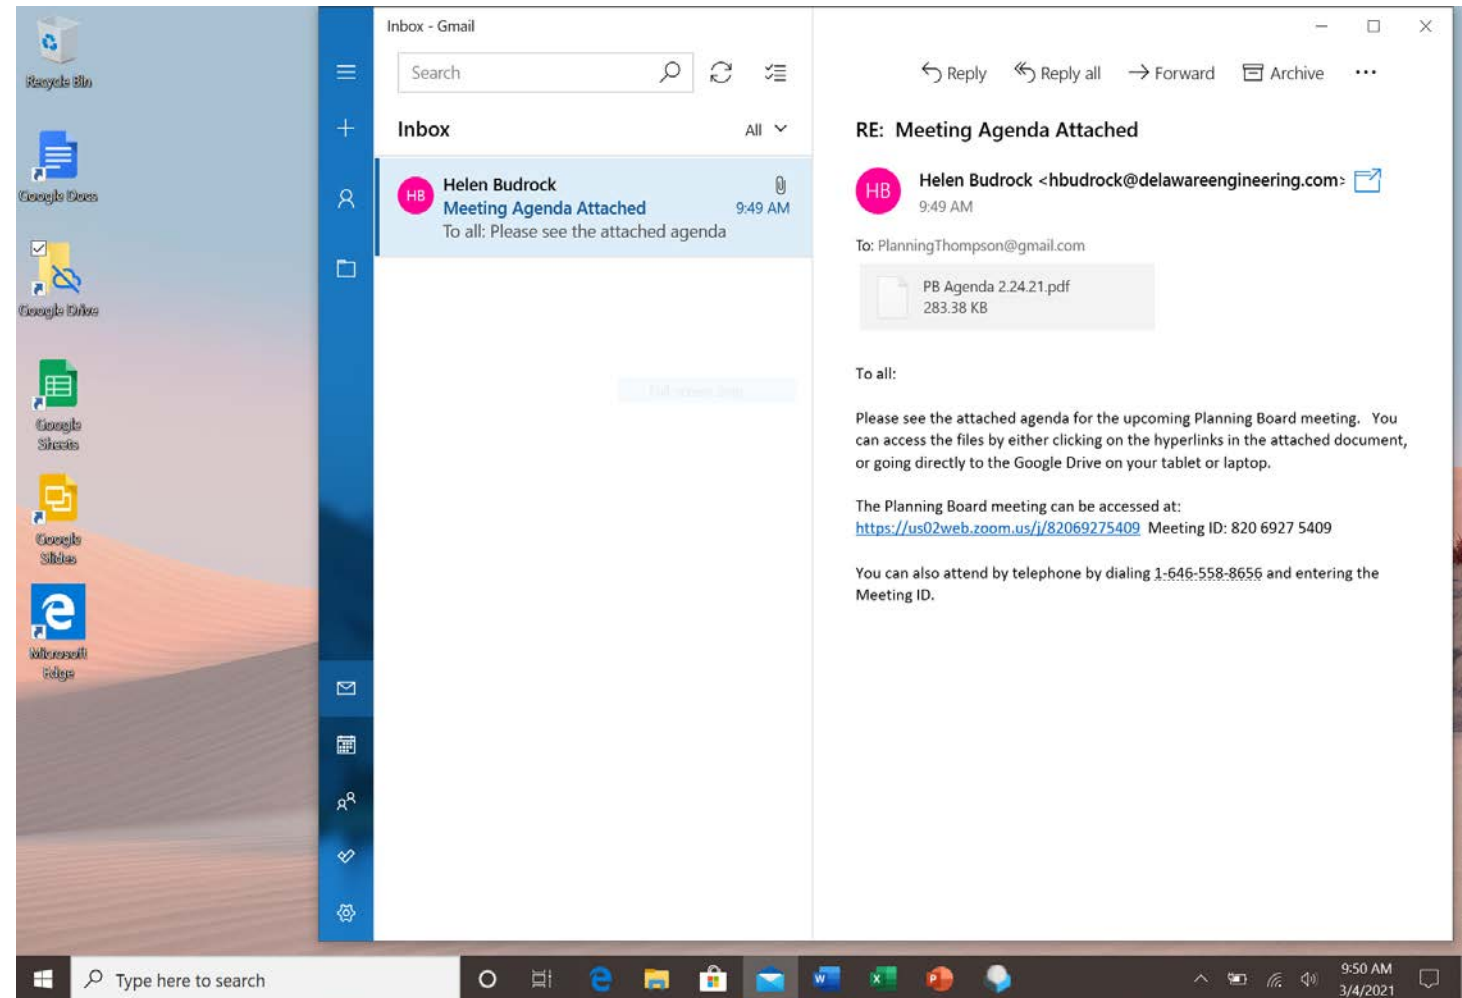 Recycle Bin
Google Docs
Google Drive
Google
Sheets
Google
Slides
Microsoft
Edge
Inbox - Gmail
Search
Inbox
All
HB
Helen Budrock
Meeting Agenda Attached
9:49 AM
To all: Please see the attached agenda
Reply
Reply all
Forward
Archive
RE: Meeting Agenda Attached
HB
Helen Budrock <hbudrock@delawareengineering.com>
9:49 AM
To: PlanningThompson@gmail.com
PB Agenda 2.24.21.pdf
283.38 KB
To all:
Please see the attached agenda for the upcoming Planning Board meeting. You
can access the files by either clicking on the hyperlinks in the attached document,
or going directly to the Google Drive on your tablet or laptop.
The Planning Board meeting can be accessed at:
https://us02web.zoom.us/j/82069275409 Meeting ID: 820 6927 5409
You can also attend by telephone by dialing 1-646-558-8656 and entering the
Meeting ID.
Type here to search
9:50 AM
3/4/2021